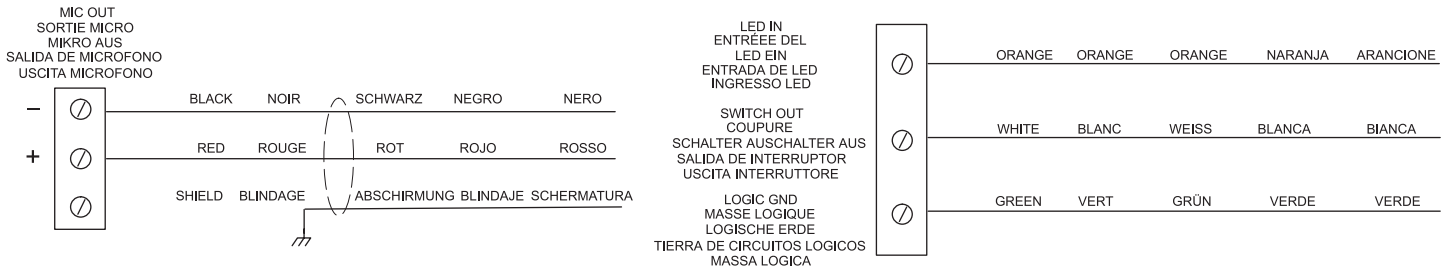 MIC OUT
SORTIE MICRO
MIKRO AUS
SALIDA DE MICROFONO
USCITA MICROFONO
− BLACK NOIR SCHWARZ NEGRO NERO
+ RED ROUGE ROT ROJO ROSSO
SHIELD BLINDAGE ABSCHIRMUNG BLINDAJE SCHERMATURA
LED IN
ENTRÉEE DEL
LED EIN
ENTRADA DE LED
INGRESSO LED
ORANGE ORANGE ORANGE NARANJA ARANCIONE
SWITCH OUT
COUPURE
SCHALTER AUSCHALTER AUS
SALIDA DE INTERRUPTOR
USCITA INTERRUTTORE
WHITE BLANC WEISS BLANCA BIANCA
LOGIC GND
MASSE LOGIQUE
LOGISCHE ERDE
TIERRA DE CIRCUITOS LOGICOS
MASSA LOGICA
GREEN VERT GRÜN VERDE VERDE